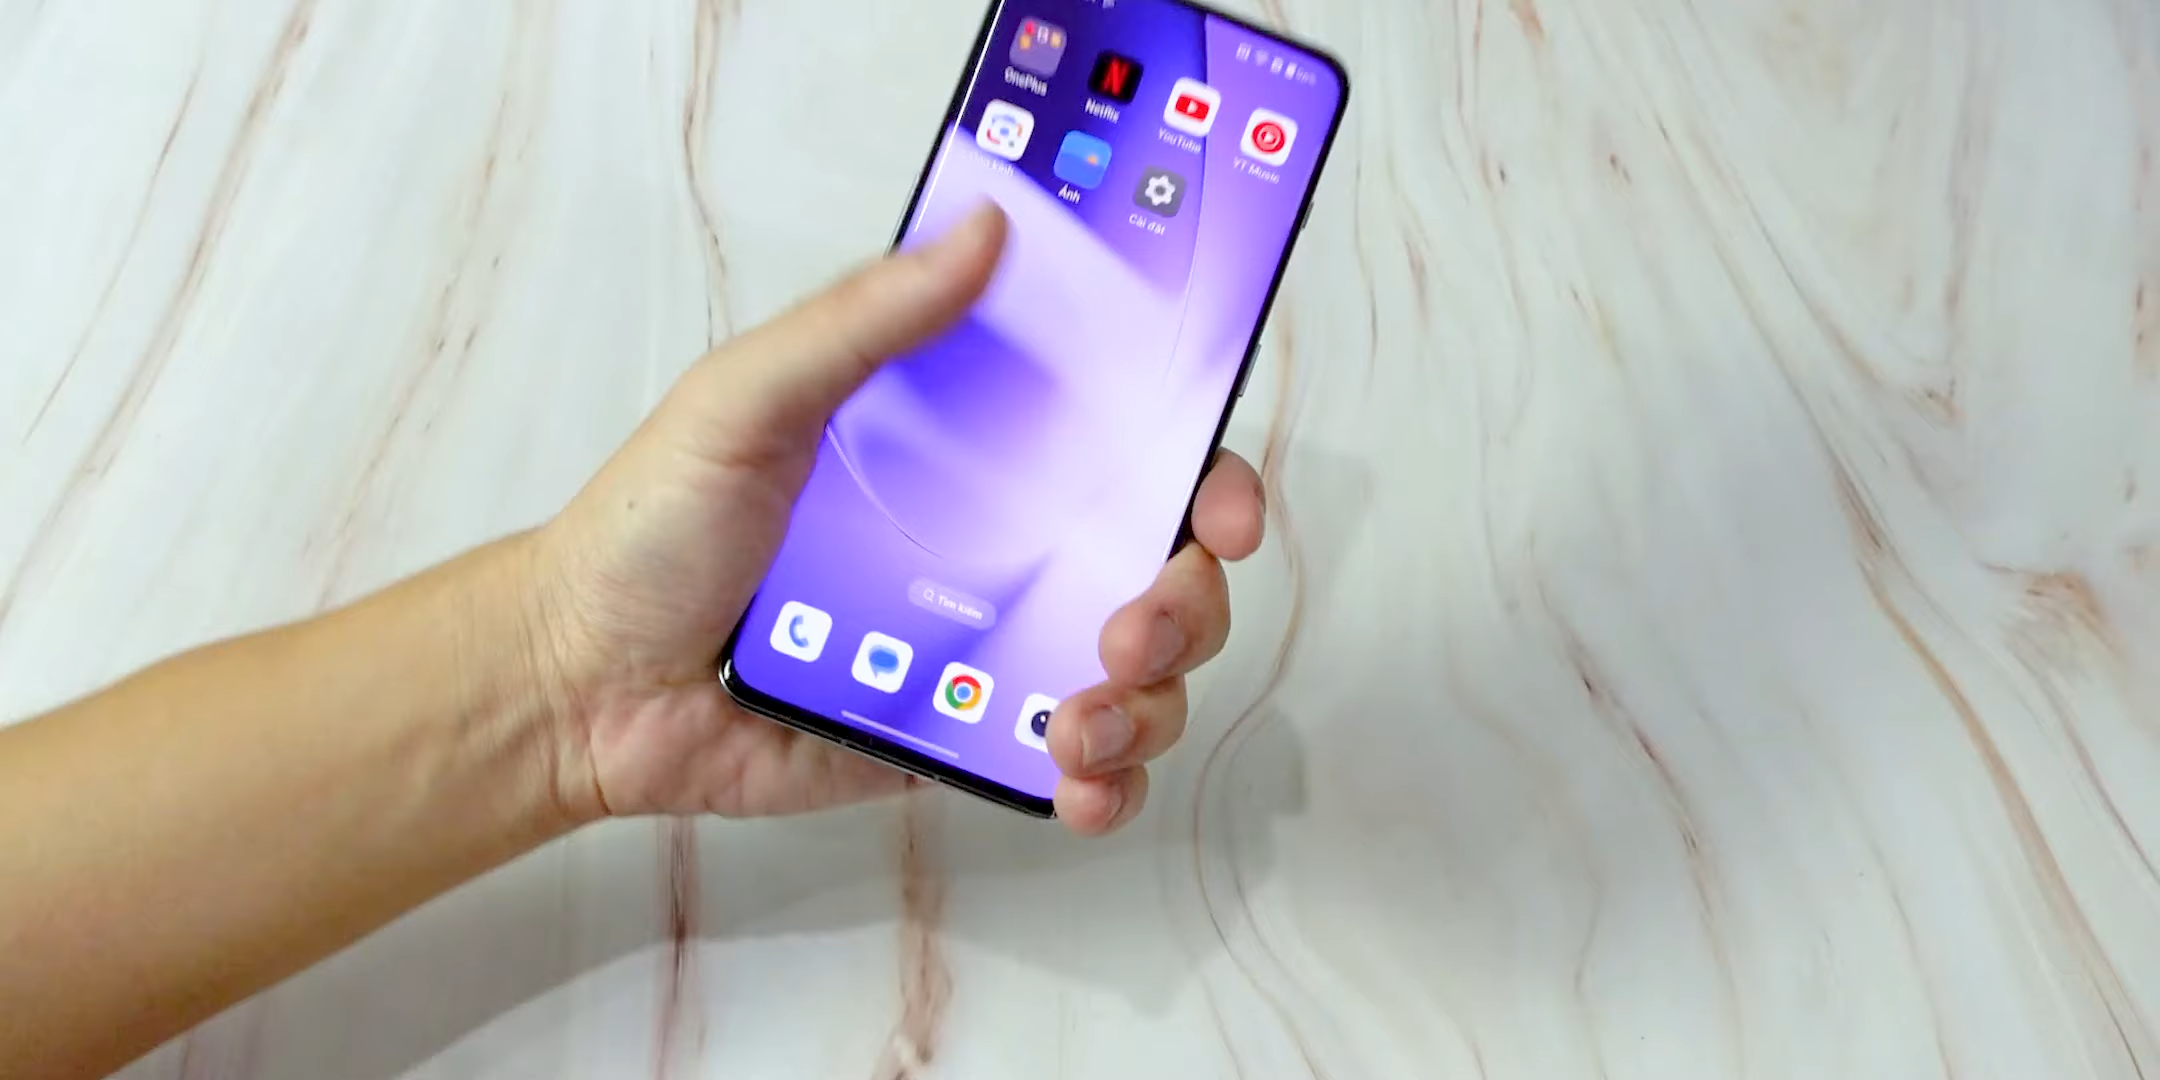 OnePlus
Netflix
YouTube
YT Music
Ảnh
Cài đặt
Tìm kiếm